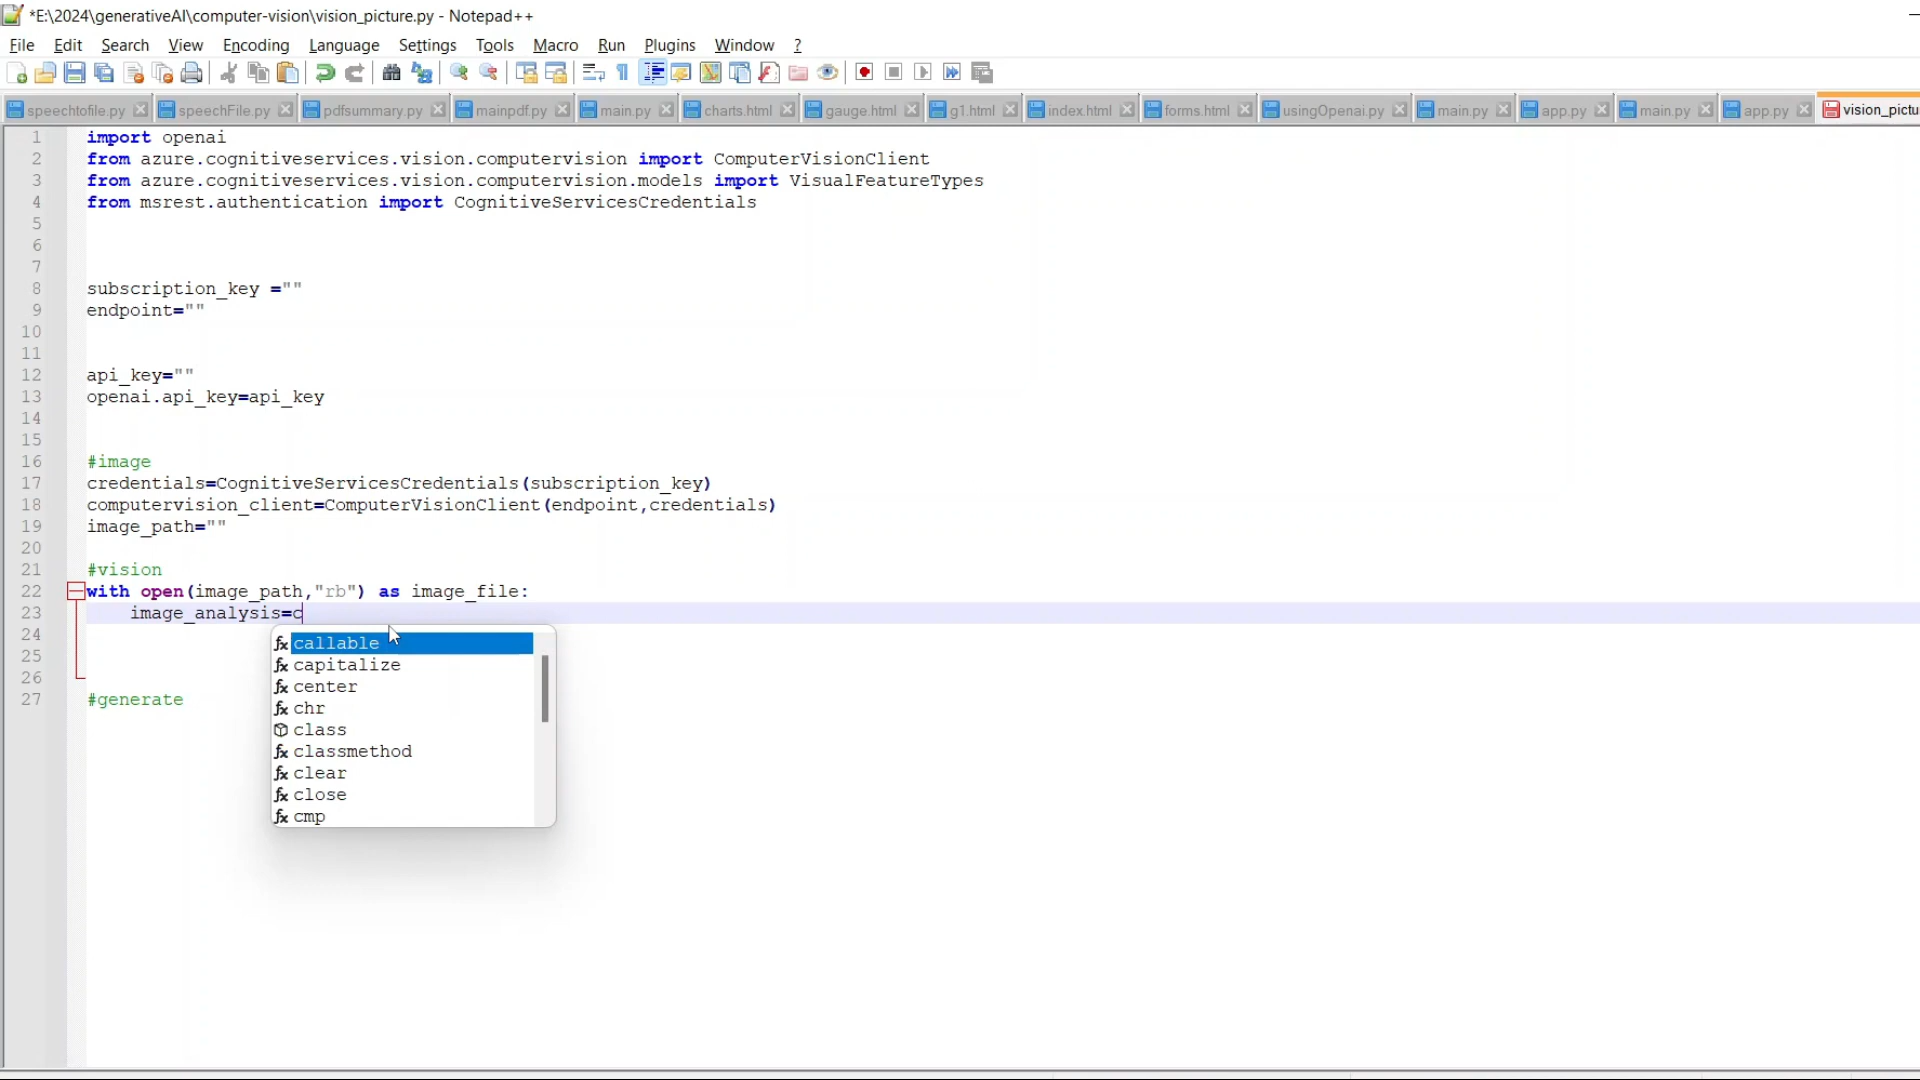 *E:\2024\generativeAI\computer-vision\vision_picture.py - Notepad++
File Edit Search View Encoding Language Settings Tools Macro Run Plugins Window ?
speechtofile.py speechFile.py pdfsummary.py mainpdf.py main.py charts.html gauge.html g1.html index.html forms.html usingOpenai.py main.py app.py main.py app.py vision_pictu
1 import openai
2 from azure.cognitiveservices.vision.computervision import ComputerVisionClient
3 from azure.cognitiveservices.vision.computervision.models import VisualFeatureTypes
4 from msrest.authentication import CognitiveServicesCredentials
5
6
7
8 subscription_key =""
9 endpoint=""
10
11
12 api_key=""
13 openai.api_key=api_key
14
15
16 #image
17 credentials=CognitiveServicesCredentials(subscription_key)
18 computervision_client=ComputerVisionClient(endpoint,credentials)
19 image_path=""
20
21 #vision
22 with open(image_path,"rb") as image_file:
23 image_analysis=c
24
25
26
27 #generate
callable
capitalize
center
chr
class
classmethod
clear
close
cmp